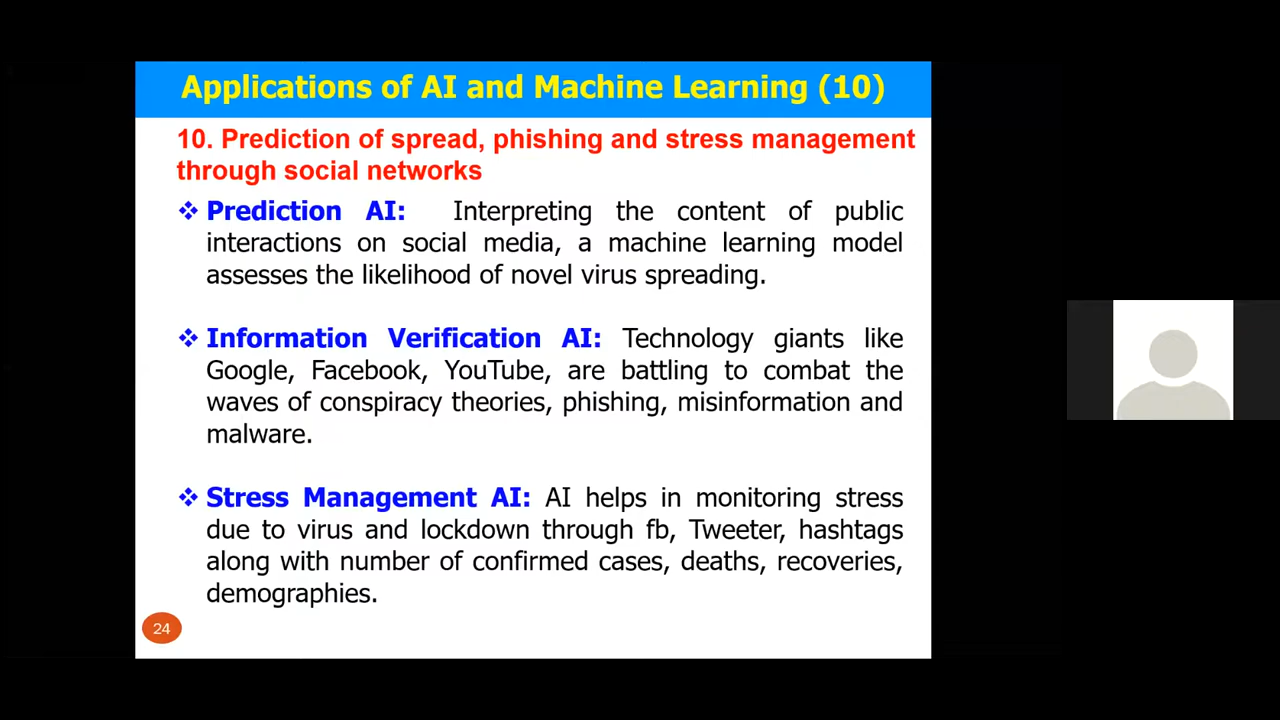 Applications of AI and Machine Learning (10)
10. Prediction of spread, phishing and stress management
through social networks
❖ Prediction AI: Interpreting the content of public
interactions on social media, a machine learning model
assesses the likelihood of novel virus spreading.
❖ Information Verification AI: Technology giants like
Google, Facebook, YouTube, are battling to combat the
waves of conspiracy theories, phishing, misinformation and
malware.
❖ Stress Management AI: AI helps in monitoring stress
due to virus and lockdown through fb, Tweeter, hashtags
along with number of confirmed cases, deaths, recoveries,
demographies.
24